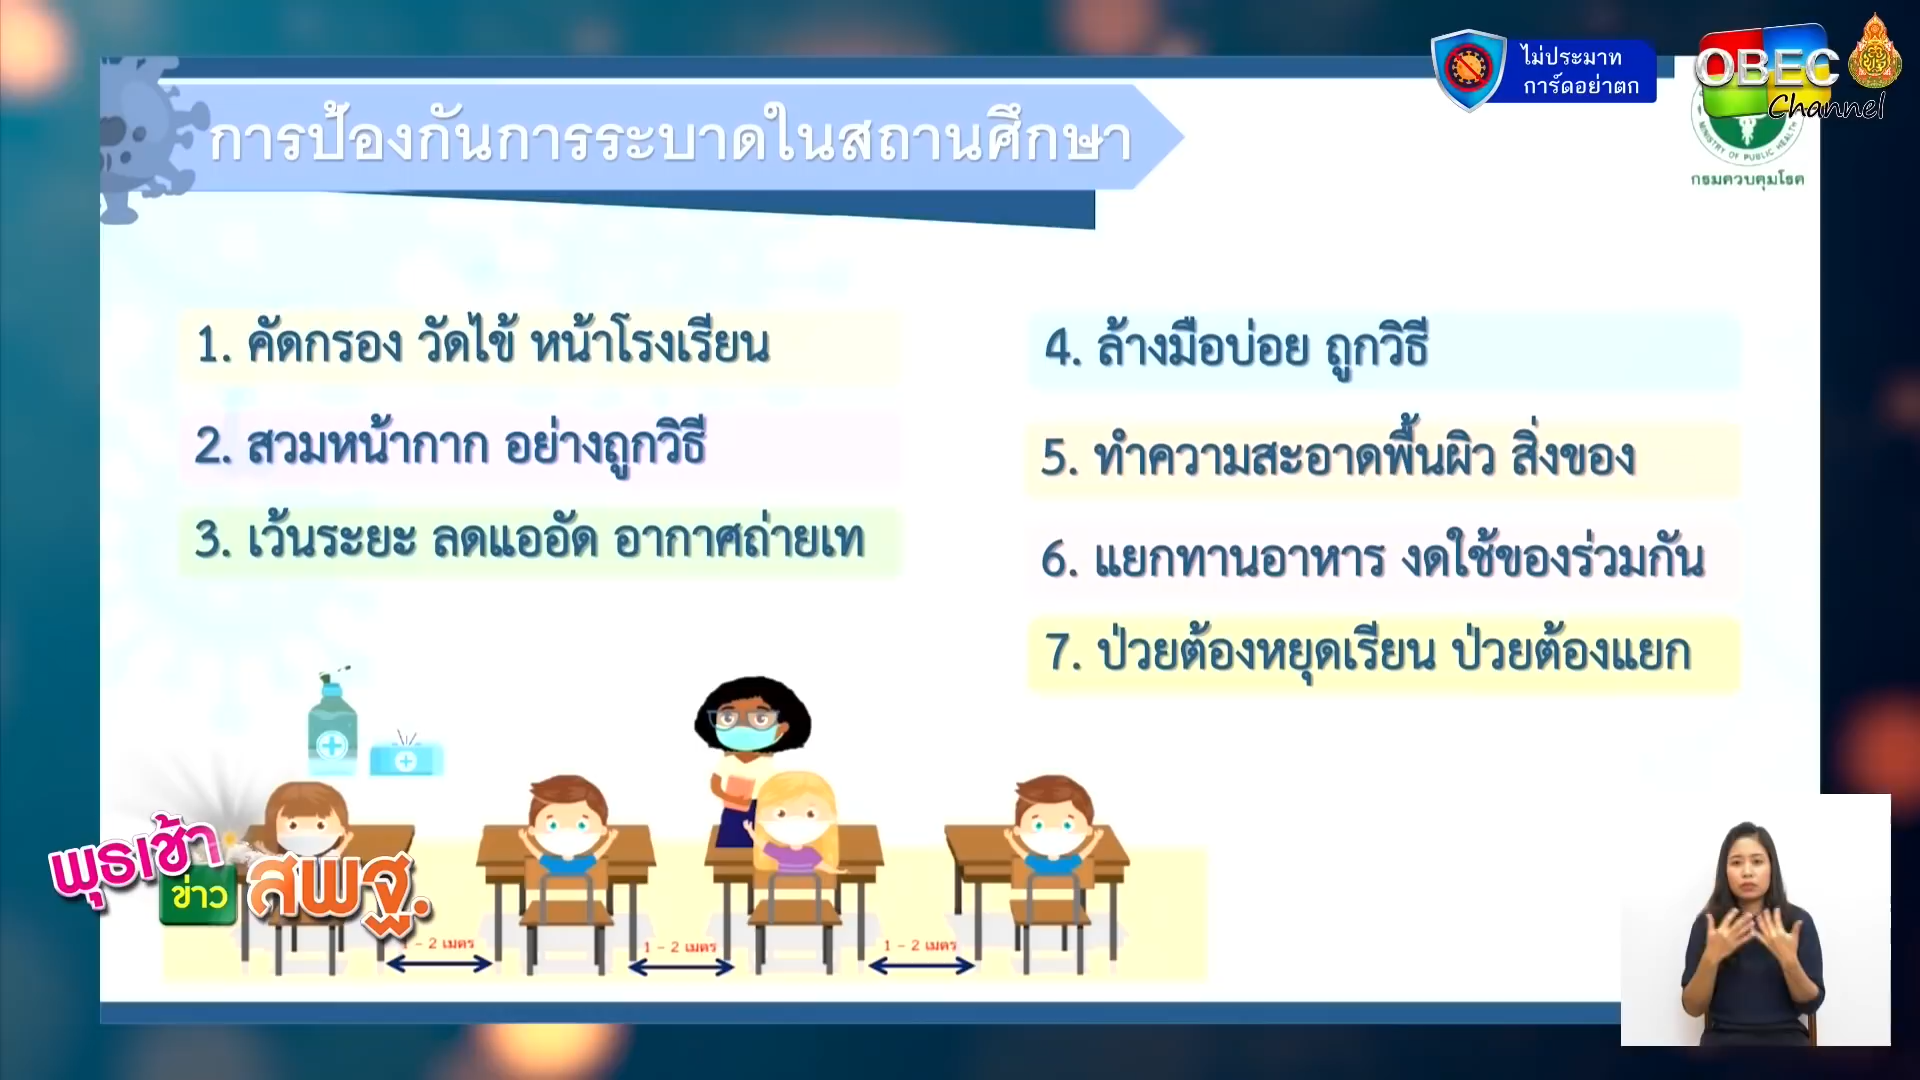 ไม่ประมาท
การ์ดอย่าตก
OBEC
Channel
MINISTRY OF PUBLIC HEALTH
กรมควบคุมโรค
การป้องกันการระบาดในสถานศึกษา
1. คัดกรอง วัดไข้ หน้าโรงเรียน
2. สวมหน้ากาก อย่างถูกวิธี
3. เว้นระยะ ลดแออัด อากาศถ่ายเท
4. ล้างมือบ่อย ถูกวิธี
5. ทำความสะอาดพื้นผิว สิ่งของ
6. แยกทานอาหาร งดใช้ของร่วมกัน
7. ป่วยต้องหยุดเรียน ป่วยต้องแยก
พุธเช้า
ข่าว สพฐ.
1 - 2 เมตร
1 - 2 เมตร
1 - 2 เมตร